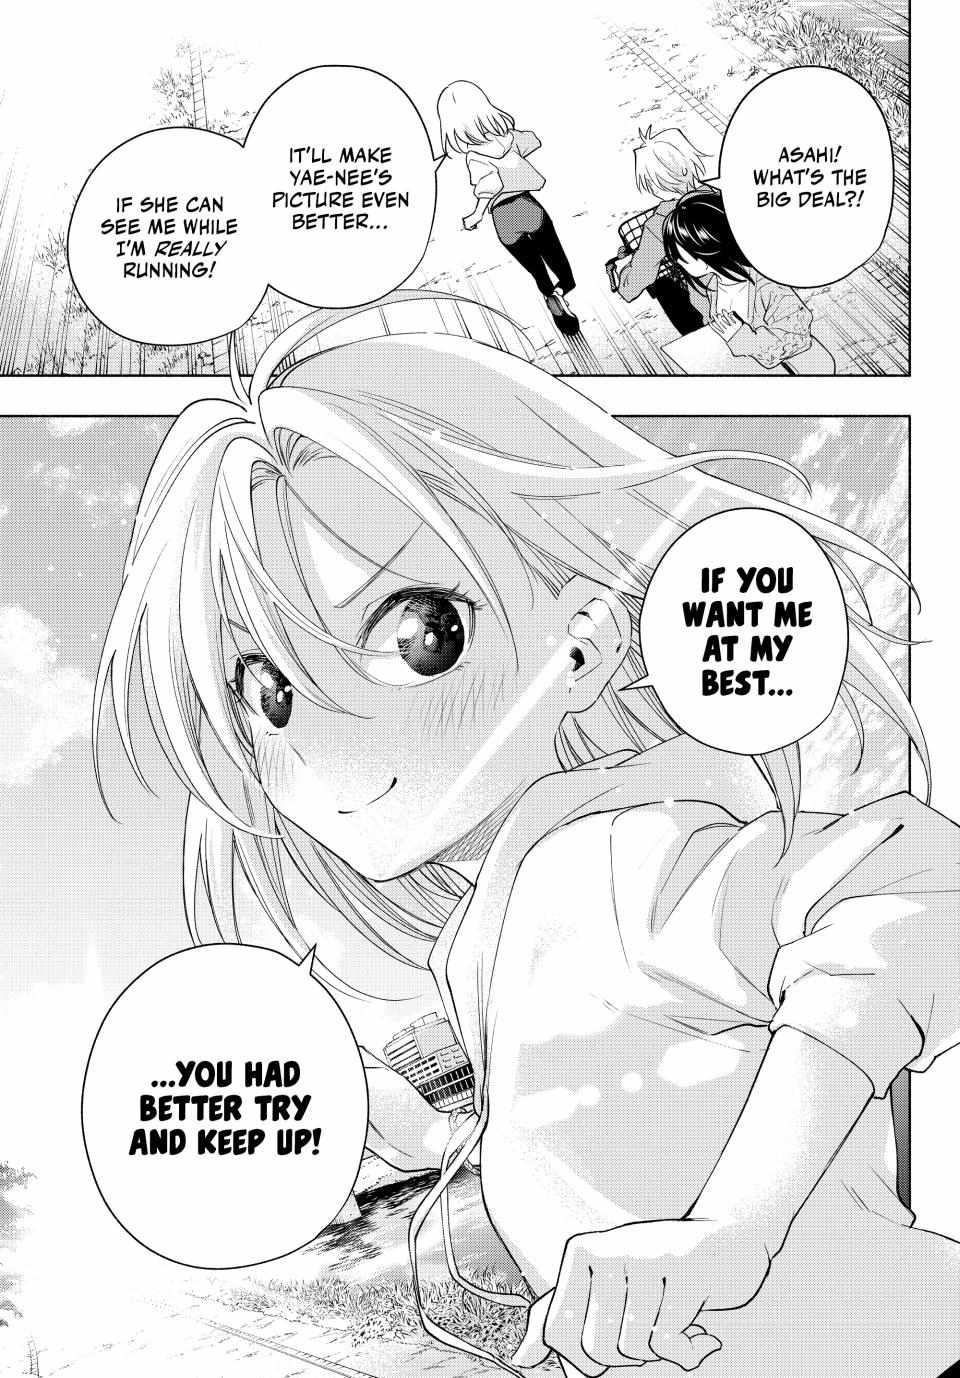 ASAHI!
WHAT'S THE
BIG DEAL?!
IT'LL MAKE
YAE-NEE'S
PICTURE EVEN
BETTER...
IF SHE CAN
SEE ME WHILE
I'M REALLY
RUNNING!
IF YOU
WANT ME
AT MY
BEST...
...YOU HAD
BETTER TRY
AND KEEP UP!